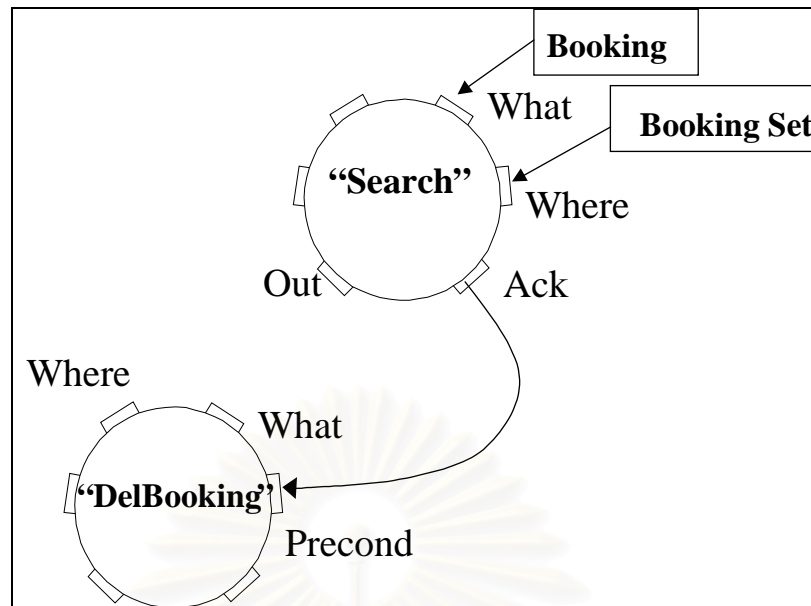 Booking
What
Booking Set
“Search”
Where
Out
Ack
Where
What
“DelBooking”
Precond